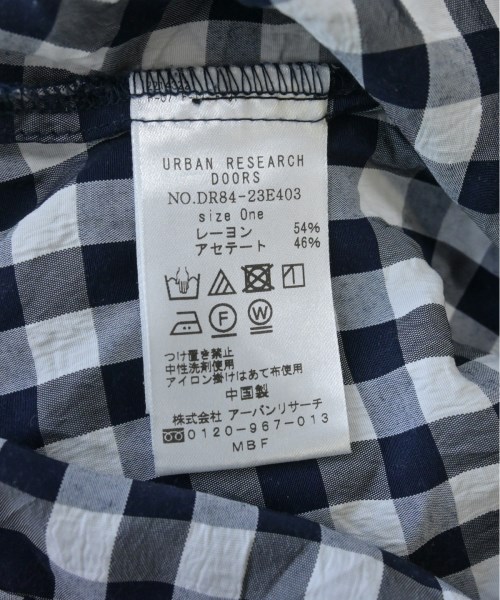 URBAN RESEARCH
DOORS
NO.DR84-23E403
size One
レーヨン 54%
アセテート 46%
F W
つけ置き禁止
中性洗剤使用
アイロン掛けはあて布使用
中国製
株式会社 アーバンリサーチ
0120-967-013
MBF